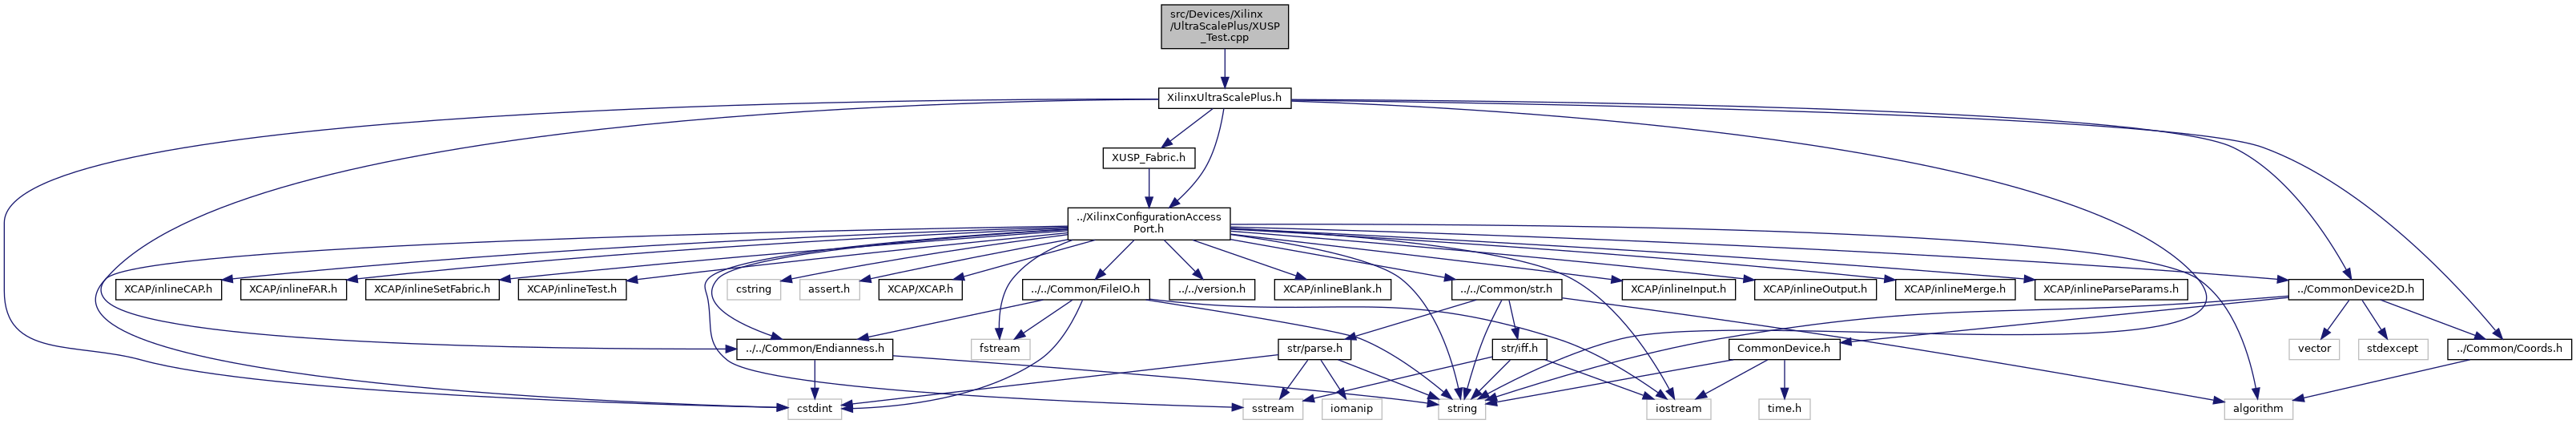 src/Devices/Xilinx
/UltraScalePlus/XUSP
_Test.cpp
XilinxUltraScalePlus.h
XUSP_Fabric.h
../XilinxConfigurationAccess
Port.h
XCAP/inlineCAP.h
XCAP/inlineFAR.h
XCAP/inlineSetFabric.h
XCAP/inlineTest.h
cstring
assert.h
XCAP/XCAP.h
../../Common/FileIO.h
../../version.h
XCAP/inlineBlank.h
../../Common/str.h
XCAP/inlineInput.h
XCAP/inlineOutput.h
XCAP/inlineMerge.h
XCAP/inlineParseParams.h
../CommonDevice2D.h
../../Common/Endianness.h
fstream
str/parse.h
str/iff.h
CommonDevice.h
vector
stdexcept
../Common/Coords.h
cstdint
sstream
iomanip
string
iostream
time.h
algorithm